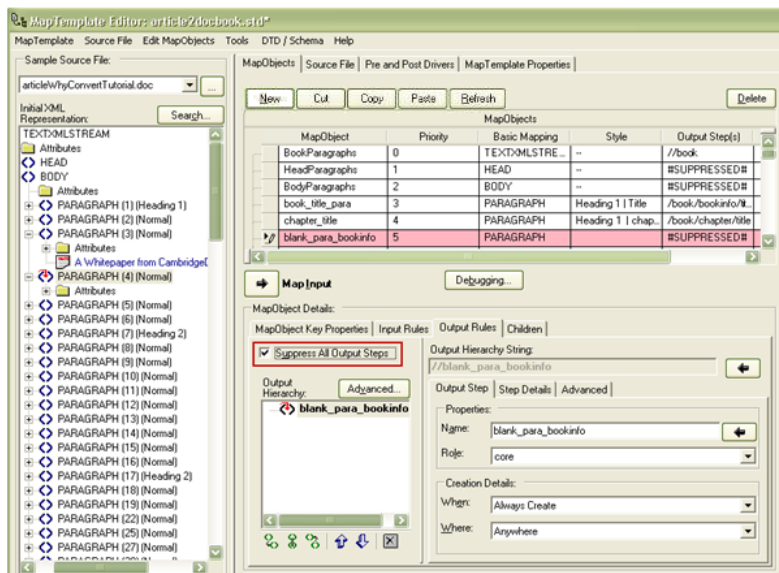 MapTemplate Editor: article2docbook.std*
MapTemplate Source File Edit MapObjects Tools DTD / Schema Help
Sample Source File:
articleWhyConvertTutorial.doc
...
Initial XML
Representation:
Search...
TEXTXMLSTREAM
Attributes
HEAD
BODY
Attributes
PARAGRAPH (1) (Heading 1)
PARAGRAPH (2) (Normal)
PARAGRAPH (3) (Normal)
Attributes
A Whitepaper from CambridgeD
PARAGRAPH (4) (Normal)
Attributes
PARAGRAPH (5) (Normal)
PARAGRAPH (6) (Normal)
PARAGRAPH (7) (Heading 2)
PARAGRAPH (8) (Normal)
PARAGRAPH (9) (Normal)
PARAGRAPH (10) (Normal)
PARAGRAPH (11) (Normal)
PARAGRAPH (12) (Normal)
PARAGRAPH (13) (Normal)
PARAGRAPH (14) (Normal)
PARAGRAPH (15) (Normal)
PARAGRAPH (16) (Normal)
PARAGRAPH (17) (Heading 2)
PARAGRAPH (18) (Normal)
PARAGRAPH (19) (Normal)
PARAGRAPH (22) (Normal)
PARAGRAPH (25) (Normal)
PARAGRAPH (27) (Normal)
MapObjects Source File Pre and Post Drivers MapTemplate Properties
New Cut Copy Paste Refresh Delete
MapObjects
MapObject Priority Basic Mapping Style Output Step(s)
BookParagraphs 0 TEXTXMLSTRE... -- //book
HeadParagraphs 1 HEAD -- #SUPPRESSED#
BodyParagraphs 2 BODY -- #SUPPRESSED#
book_title_para 3 PARAGRAPH Heading 1 | Title /book/bookinfo/tit...
chapter_title 4 PARAGRAPH Heading 1 | chap... /book/chapter/title
blank_para_bookinfo 5 PARAGRAPH #SUPPRESSED#
Map Input
Debugging...
MapObject Details:
MapObject Key Properties Input Rules Output Rules Children
Suppress All Output Steps
Output
Hierarchy:
Advanced...
blank_para_bookinfo
Output Hierarchy String:
//blank_para_bookinfo
Output Step Step Details Advanced
Properties:
Name: blank_para_bookinfo
Role: core
Creation Details:
When: Always Create
Where: Anywhere